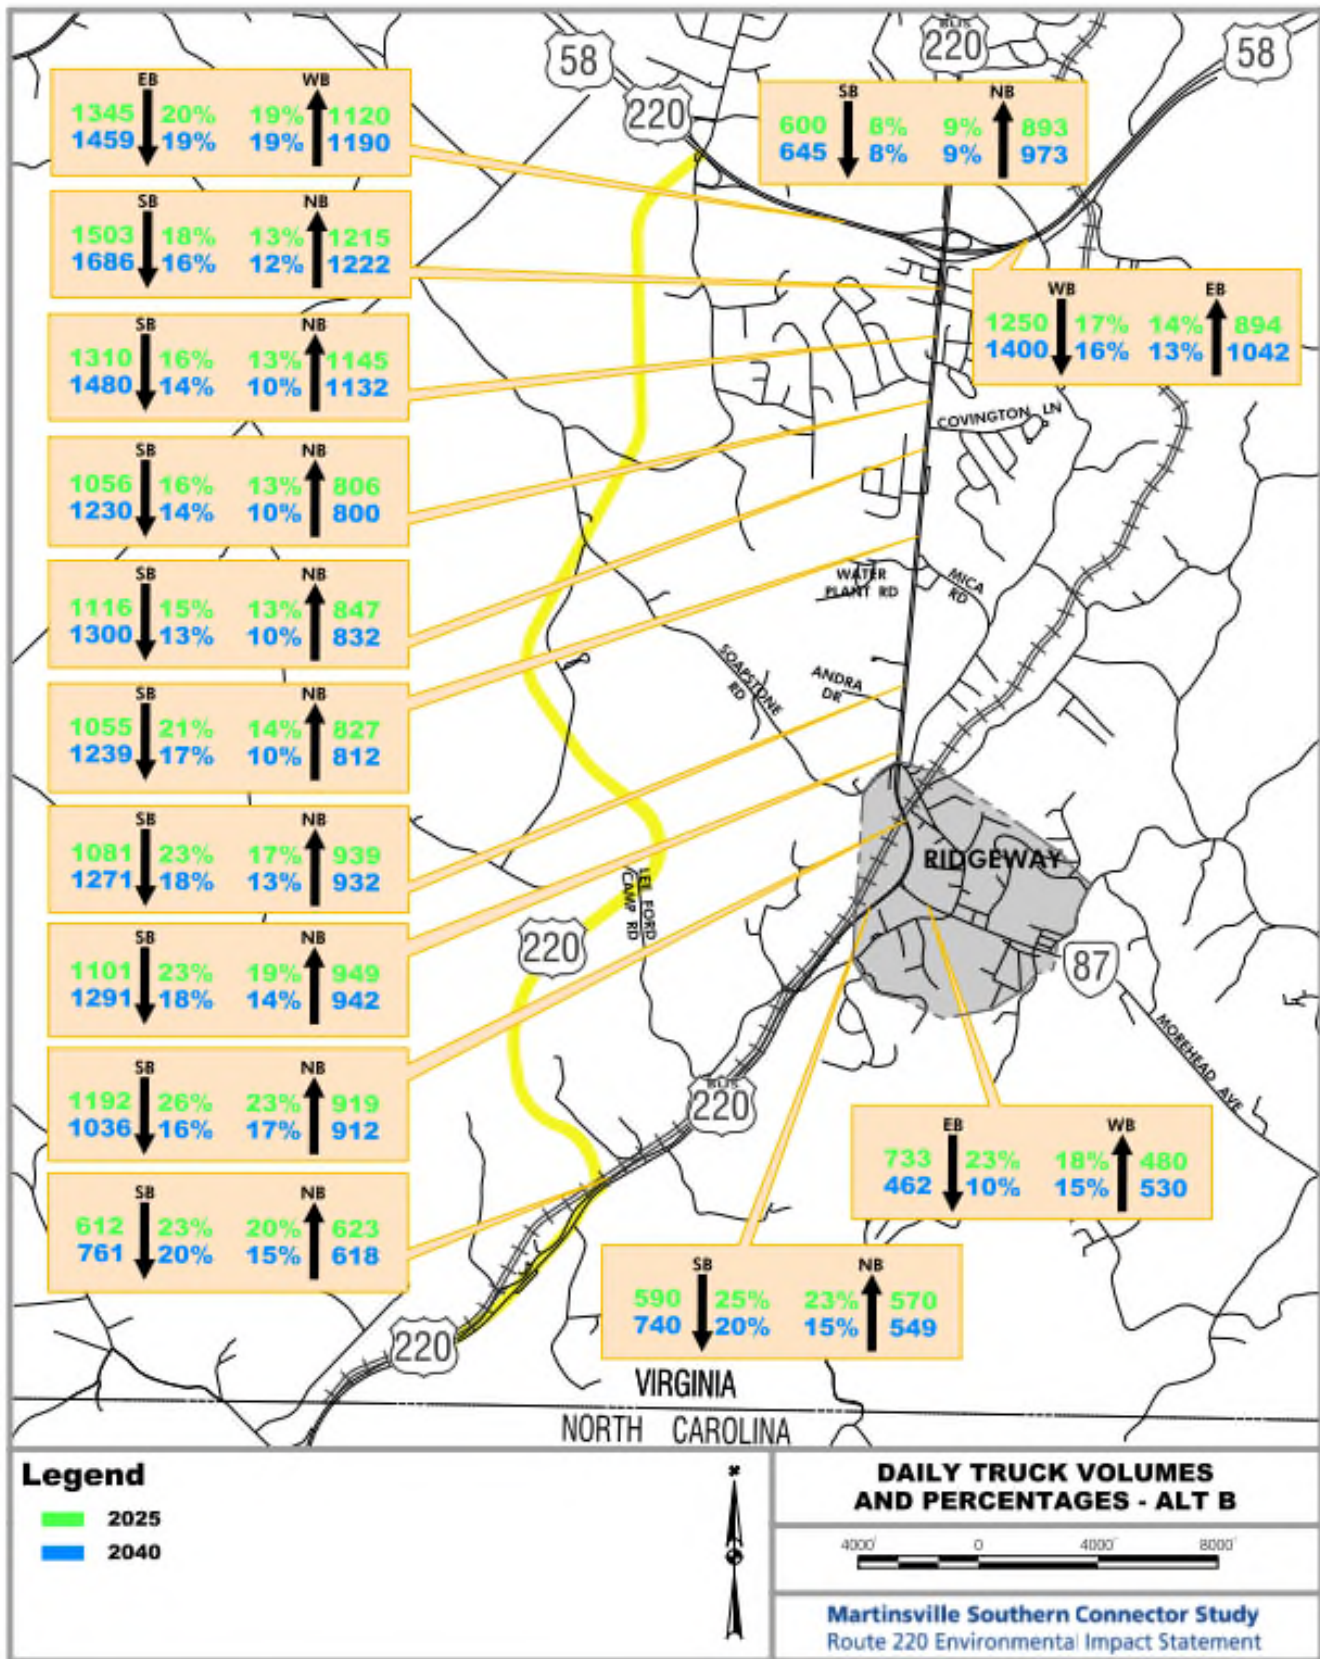 58
BUS
220
58
220
EB WB
1345 20% 19% 1120
1459 19% 19% 1190
SB NB
600 8% 9% 893
645 8% 9% 973
SB NB
1503 18% 13% 1215
1686 16% 12% 1222
WB EB
1250 17% 14% 894
1400 16% 13% 1042
SB NB
1310 16% 13% 1145
1480 14% 10% 1132
COVINGTON LN
SB NB
1056 16% 13% 806
1230 14% 10% 800
WATER
PLANT RD
MICA
RD
SB NB
1116 15% 13% 847
1300 13% 10% 832
SOAPSTONE
RD
ANDRA
DR
SB NB
1055 21% 14% 827
1239 17% 10% 812
SB NB
1081 23% 17% 939
1271 18% 13% 932
RIDGEWAY
FORD
CAMP RD
220
87
SB NB
1101 23% 19% 949
1291 18% 14% 942
MOREHEAD AVE
SB NB
1192 26% 23% 919
1036 16% 17% 912
BUS
220
EB WB
733 23% 18% 480
462 10% 15% 530
SB NB
612 23% 20% 623
761 20% 15% 618
SB NB
590 25% 23% 570
740 20% 15% 549
220
VIRGINIA
NORTH CAROLINA
Legend
2025
2040
DAILY TRUCK VOLUMES
AND PERCENTAGES - ALT B
4000' 0 4000' 8000'
Martinsville Southern Connector Study
Route 220 Environmental Impact Statement